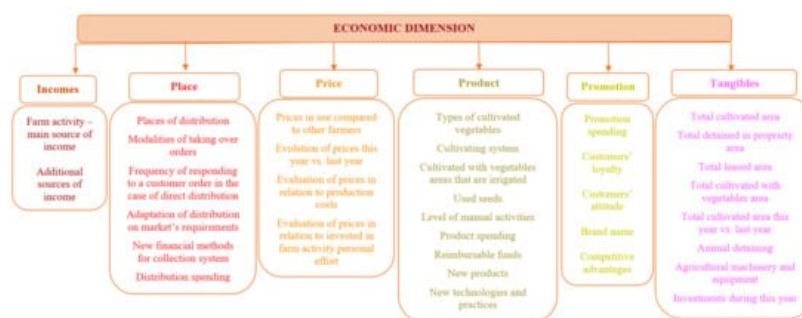 ECONOMIC DIMENSION
Incomes
Farm activity –
main source of
income
Additional
sources of
income
Place
Places of distribution
Modalities of taking over
orders
Frequency of responding
to a customer order in the
case of direct distribution
Adaptation of distribution
on market's requirements
New financial methods
for collection system
Distribution spending
Price
Prices in use compared
to other farmers
Evolution of prices this
year vs. last year
Evaluation of prices in
relation to production
costs
Evaluation of prices in
relation to invested in
farm activity personal
effort
Product
Types of cultivated
vegetables
Cultivating system
Cultivated with vegetables
areas that are irrigated
Used seeds
Level of manual activities
Product spending
Reimbursable funds
New products
New technologies and
practices
Promotion
Promotion
spending
Customers'
loyalty
Customers'
attitude
Brand name
Competitive
advantages
Tangibles
Total cultivated area
Total detained in propriety
area
Total leased area
Total cultivated with
vegetables area
Total cultivated area this
year vs. last year
Animal detaining
Agricultural machinery and
equipment
Investments during this year